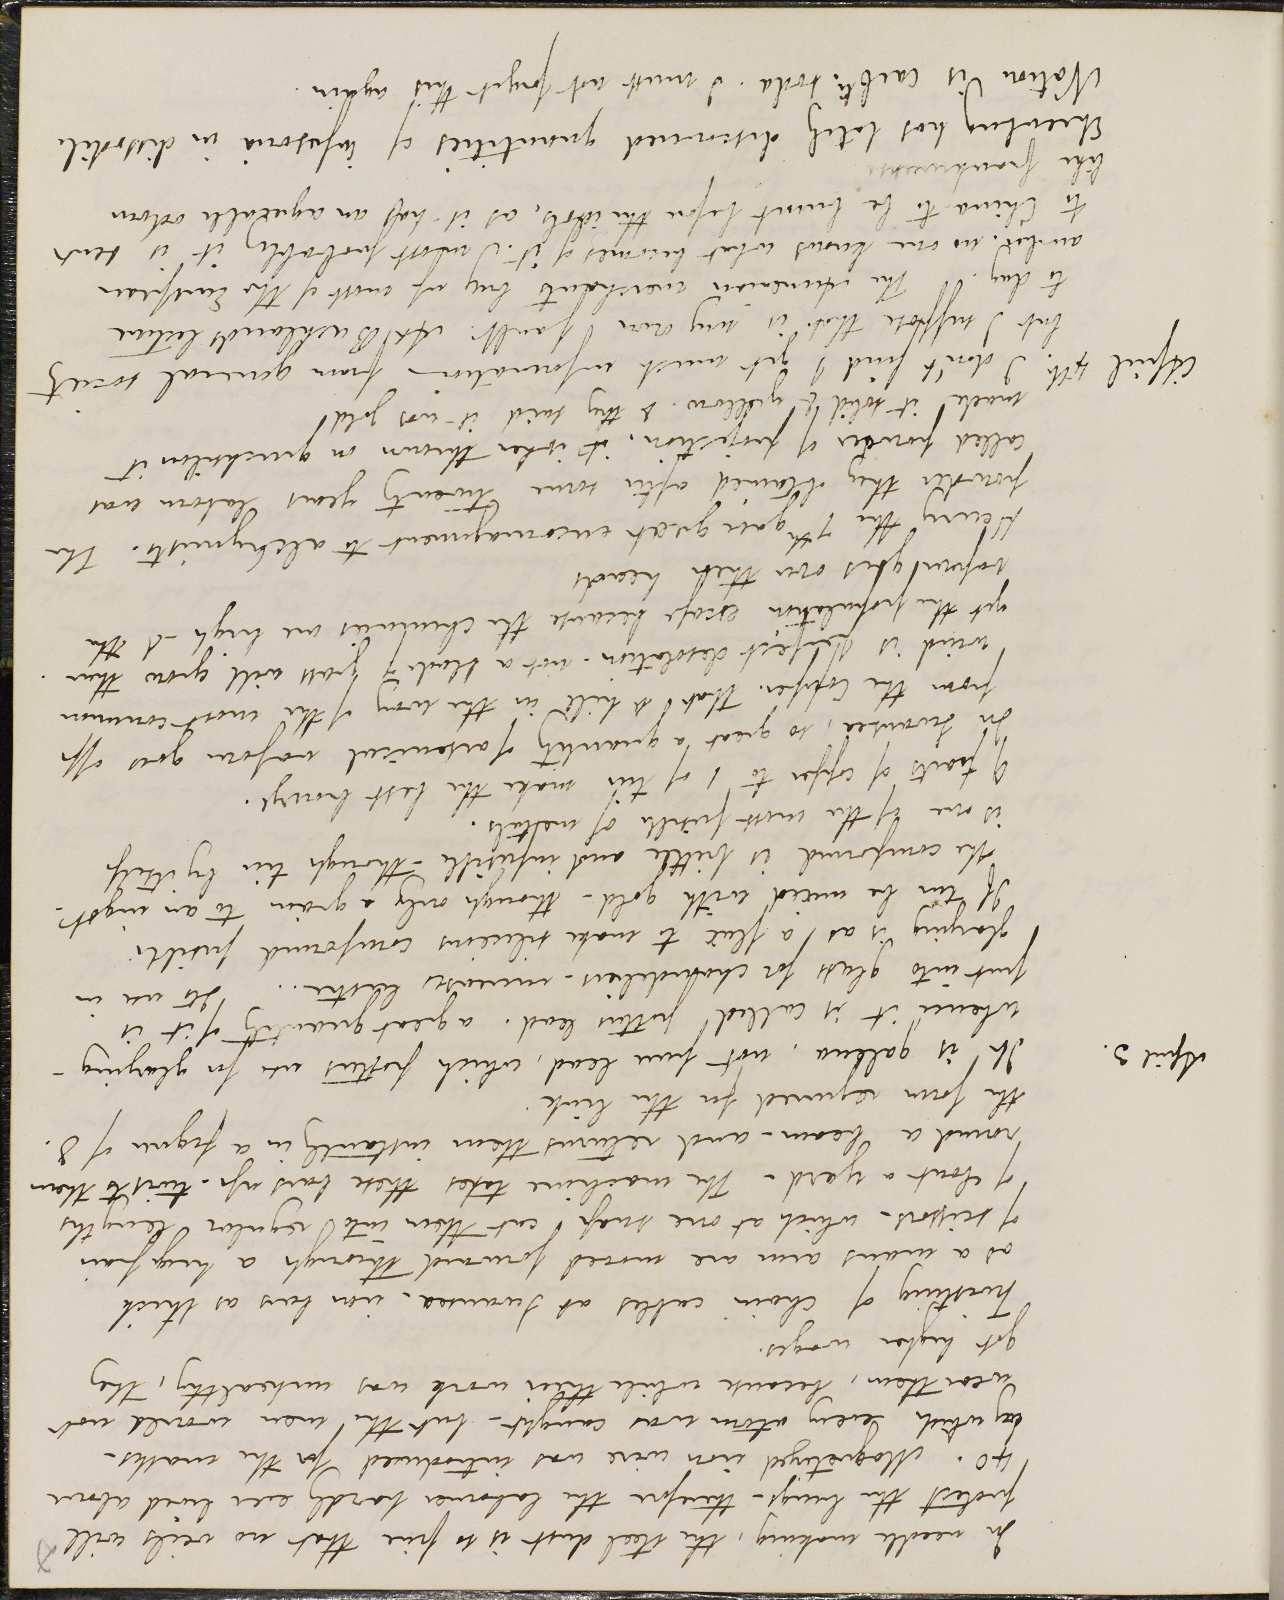 In needle making, the steel dust is so fine that no veils will
protect the lungs - therefore the labourer hardly ever lived above
40. Magnetized iron wire was introduced for the masks -
by which every atom was caught - but the men would not
wear them, because while their work was unhealthy, they
got higher wages.
Twisting of chain cables at Swansea - iron bars as thick
as a mans arm are moved forward through a huge pair
of scissors - which at one snap cut them into regular lengths
of about a yard - The machine takes these bars up - twists them
round a beam - and returns them instantly in a figure of 8.
the form required for the link.
April 3. It is galena, not pure lead, which potters use for glazing -
whence it is called potters lead. a great quantity of it is
put into glass for chandeliers - increases lustre.. Its use in
glazing is as a flux to make siliceous compound fusible.
If tin be mixed with gold - though only a grain to an ingot -
the compound is brittle and infusible - though tin by itself
is one of the most fusible of metals.
9 parts of copper to 1 of tin make the best bronze.
In Swansea, so great a quantity of arsenical vapour goes off
from the copper. that a hill in the way of the most common
wind is perfect desolation - not a blade of grass will grow there.
yet the population escape because the chimnies are high - & the
vapour goes over their heads
Henry the 7th gave great encouragement to alchymists. The
powder they obtained after some twenty years labour was
called powder of projection, it when thrown on quicksilver it
made it solid & yellow. & they said it was gold
April 4th. I don't find I get much information from general society
but I suppose that is my own fault. At Bucklands lecture
to day. The Armenian merchants buy up most of the European
amber. no one knows what becomes of it. most probably it is sent
to China to be burnt before the idols, as it has an agreeable odour
like frankincense
Ehrenberg has lately discovered quantities of infusoria in dissodile
Natron is carbte. soda. I must not forget this again.